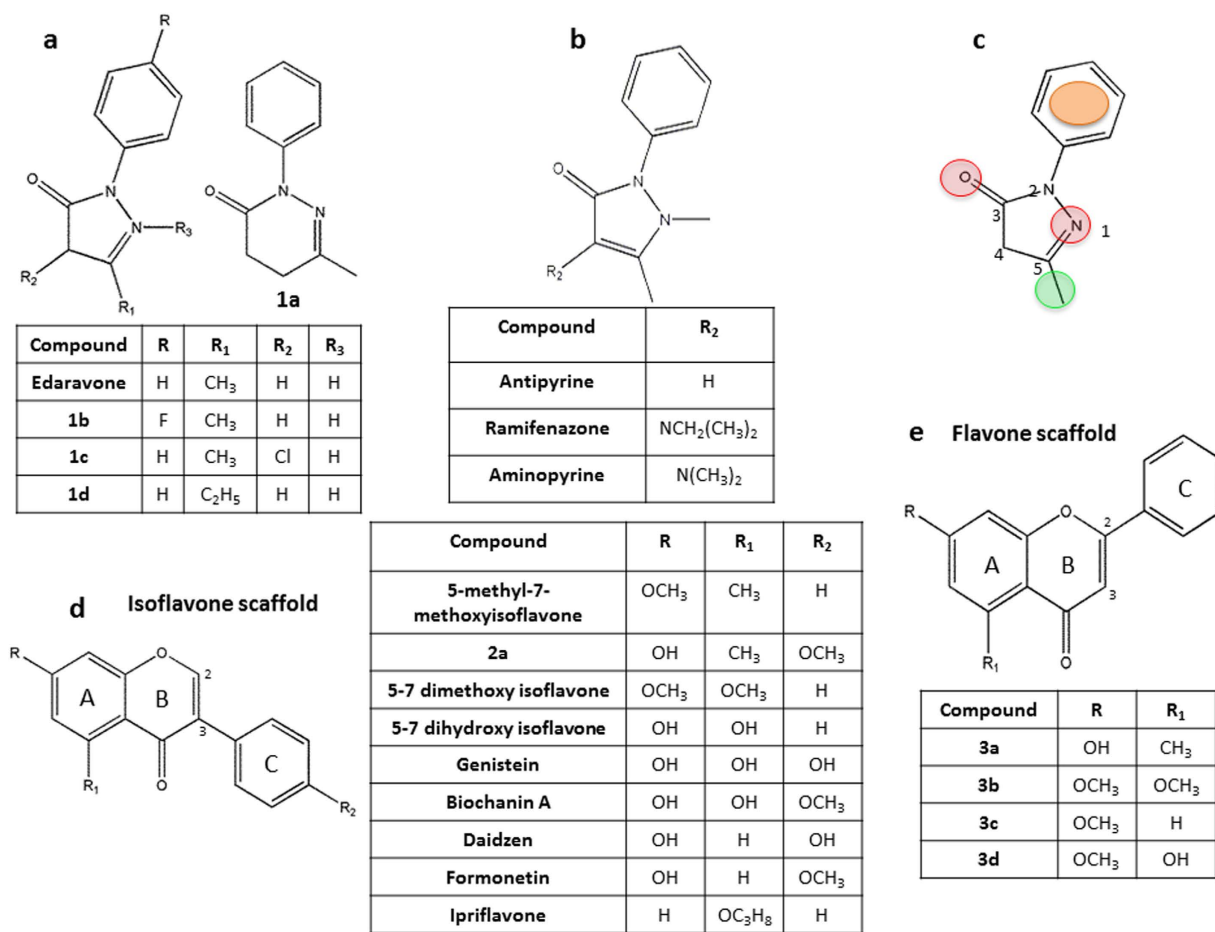 a
R
O
N
N
R₃
R₂
R₁
O
N
N
1a
Compound R R₁ R₂ R₃
Edaravone H CH₃ H H
1b F CH₃ H H
1c H CH₃ Cl H
1d H C₂H₅ H H
b
O
N
N
R₂
Compound R₂
Antipyrine H
Ramifenazone NCH₂(CH₃)₂
Aminopyrine N(CH₃)₂
c
O
2 N
3
N 1
4
5
d Isoflavone scaffold
R
O
2
A B
3
C
R₁
O
R₂
Compound R R₁ R₂
5-methyl-7-
methoxyisoflavone OCH₃ CH₃ H
2a OH CH₃ OCH₃
5-7 dimethoxy isoflavone OCH₃ OCH₃ H
5-7 dihydroxy isoflavone OH OH H
Genistein OH OH OH
Biochanin A OH OH OCH₃
Daidzen OH H OH
Formonetin OH H OCH₃
Ipriflavone H OC₃H₈ H
e Flavone scaffold
C
R
O
2
A B
3
R₁
O
Compound R R₁
3a OH CH₃
3b OCH₃ OCH₃
3c OCH₃ H
3d OCH₃ OH